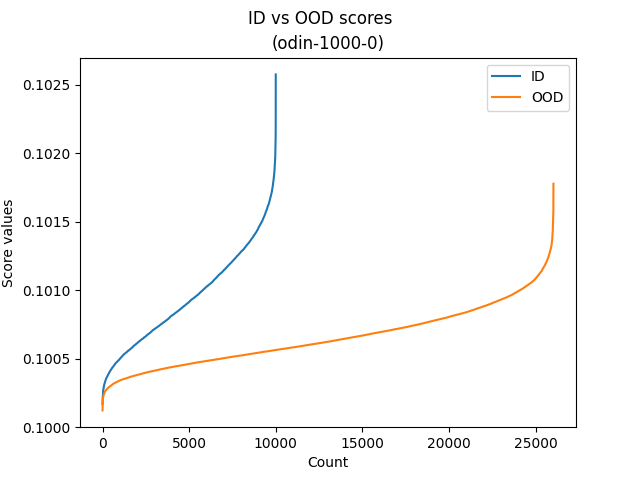 ID vs OOD scores
(odin-1000-0)
ID
OOD
0.1025
0.1020
0.1015
0.1010
0.1005
0.1000
Score values
0
5000
10000
15000
20000
25000
Count